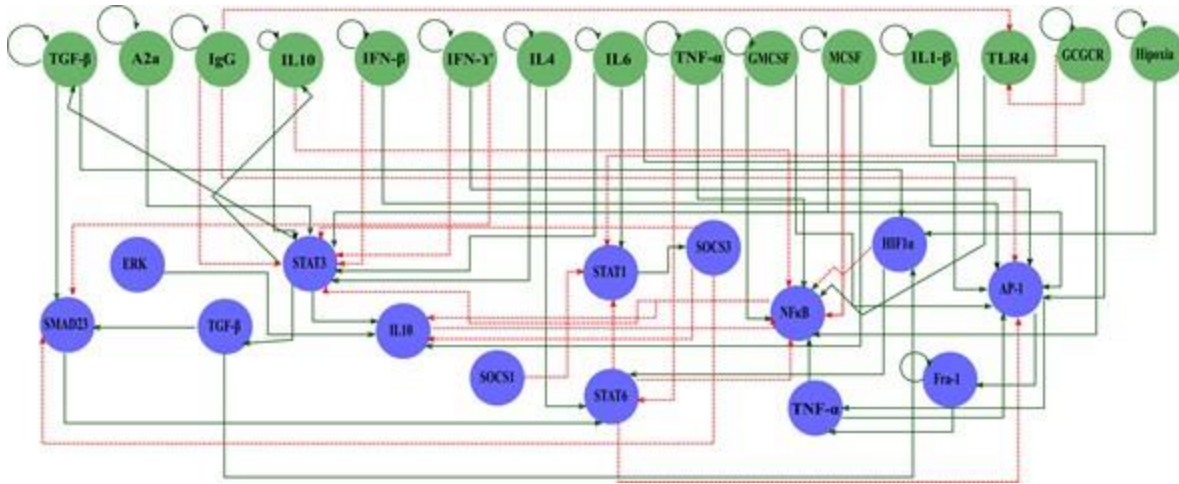 TGF-β
A2a
IgG
IL10
IFN-β
IFN-Y
IL4
IL6
TNF-α
GMCSF
MCSF
IL1-β
TLR4
GCGCR
Hipoxia
ERK
STAT3
STAT1
SOCS3
HIF1α
AP-1
SMAD23
TGF-β
IL10
NFκB
SOCS1
STAT6
TNF-α
Fra-1